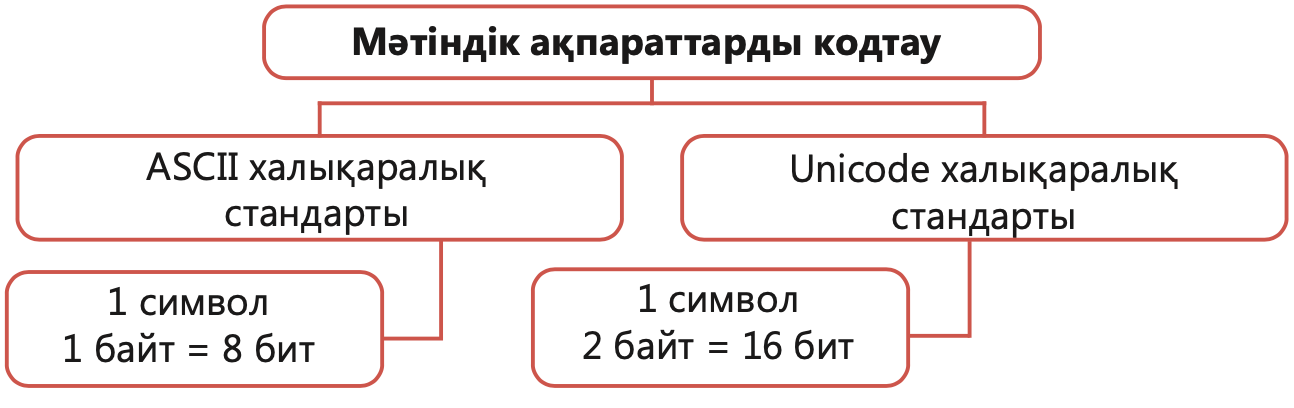 Мәтіндік ақпараттарды кодтау
ASCII халықаралық
стандарты
Unicode халықаралық
стандарты
1 символ
1 байт = 8 бит
1 символ
2 байт = 16 бит